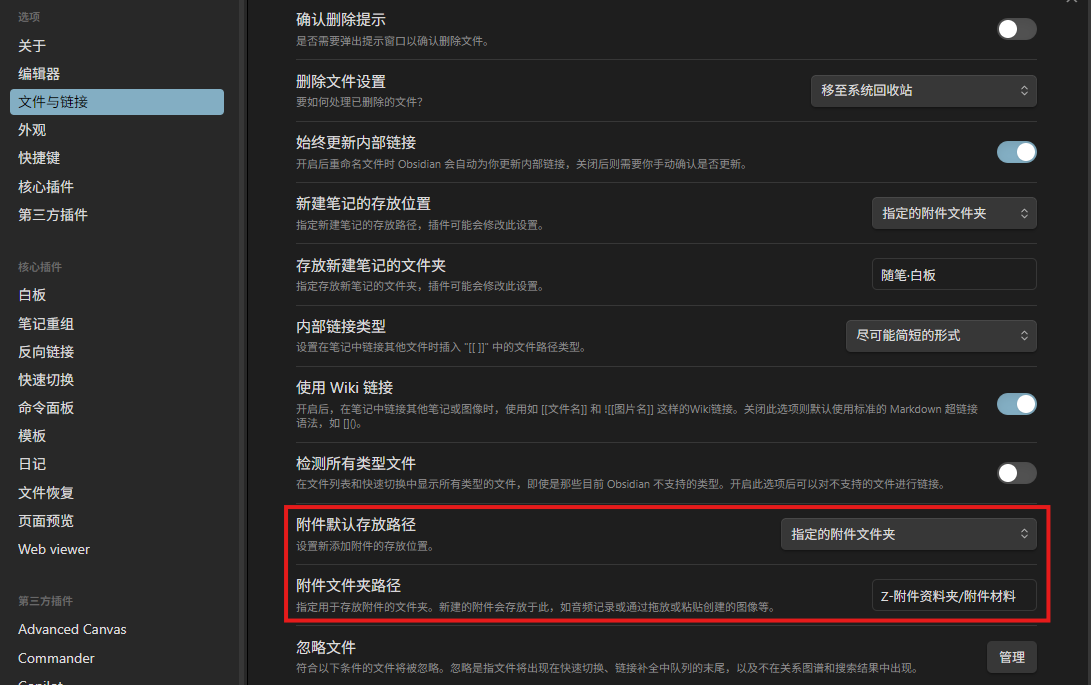 选项
关于
编辑器
文件与链接
外观
快捷键
核心插件
第三方插件
核心插件
白板
笔记重组
反向链接
快速切换
命令面板
模板
日记
文件恢复
页面预览
Web viewer
第三方插件
Advanced Canvas
Commander
Copilot
确认删除提示
是否需要弹出提示窗口以确认删除文件。
删除文件设置
要如何处理已删除的文件?
移至系统回收站
始终更新内部链接
开启后重命名文件时 Obsidian 会自动为你更新内部链接，关闭后则需要你手动确认是否更新。
新建笔记的存放位置
指定新建笔记的存放路径，插件可能会修改此设置。
指定的附件文件夹
存放新建笔记的文件夹
指定存放新笔记的文件夹，插件可能会修改此设置。
随笔·白板
内部链接类型
设置在笔记中链接其他文件时插入 "[[ ]]" 中的文件路径类型。
尽可能简短的形式
使用 Wiki 链接
开启后，在笔记中链接其他笔记或图像时，使用如 [[文件名]] 和 ![[图片名]] 这样的Wiki链接。关闭此选项则默认使用标准的 Markdown 超链接
语法，如 []()。
检测所有类型文件
在文件列表和快速切换中显示所有类型的文件，即使是那些目前 Obsidian 不支持的类型。开启此选项后可以对不支持的文件进行链接。
附件默认存放路径
设置新添加附件的存放位置。
指定的附件文件夹
附件文件夹路径
指定用于存放附件的文件夹。新建的附件会存放于此，如音频记录或通过拖放或粘贴创建的图像等。
Z-附件资料夹/附件材料
忽略文件
符合以下条件的文件将被忽略。忽略是指文件将出现在快速切换、链接补全中队列的末尾，以及不在关系图谱和搜索结果中出现。
管理